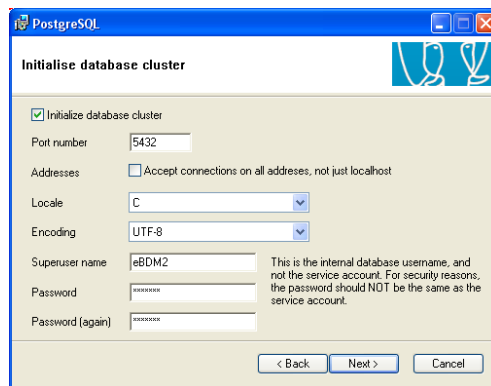 PostgreSQL
Initialise database cluster
Initialize database cluster
Port number 5432
Addresses Accept connections on all addreses, not just localhost
Locale C
Encoding UTF-8
Superuser name eBDM2
This is the internal database username, and
not the service account. For security reasons,
the password should NOT be the same as the
service account.
Password *******
Password (again) *******
< Back Next > Cancel